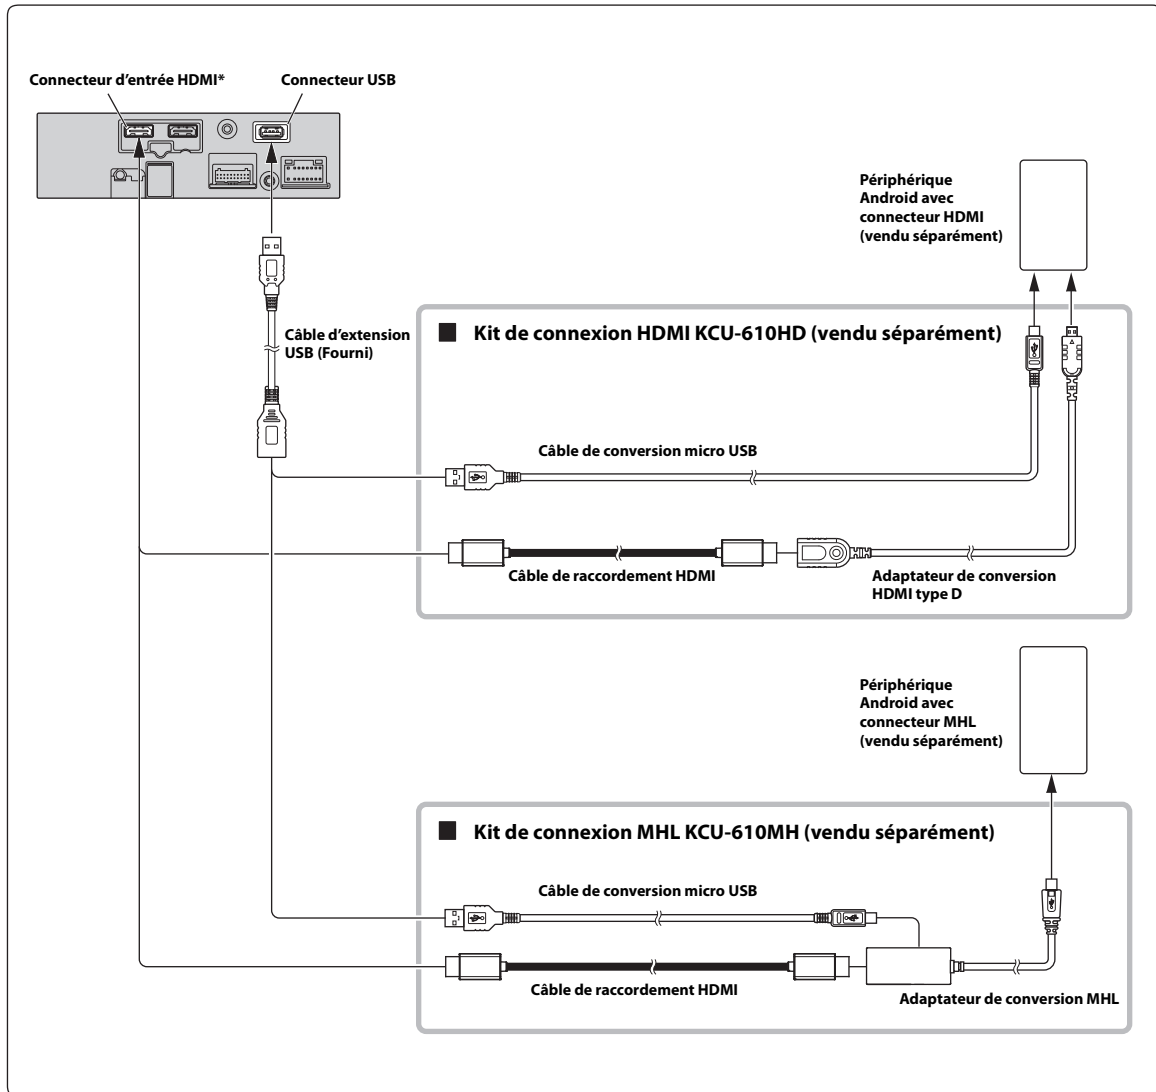 Connecteur d'entrée HDMI*
Connecteur USB
Périphérique
Android avec
connecteur HDMI
(vendu séparément)
Kit de connexion HDMI KCU-610HD (vendu séparément)
Câble d'extension
USB (Fourni)
Câble de conversion micro USB
Câble de raccordement HDMI
Adaptateur de conversion
HDMI type D
Périphérique
Android avec
connecteur MHL
(vendu séparément)
Kit de connexion MHL KCU-610MH (vendu séparément)
Câble de conversion micro USB
Câble de raccordement HDMI
Adaptateur de conversion MHL